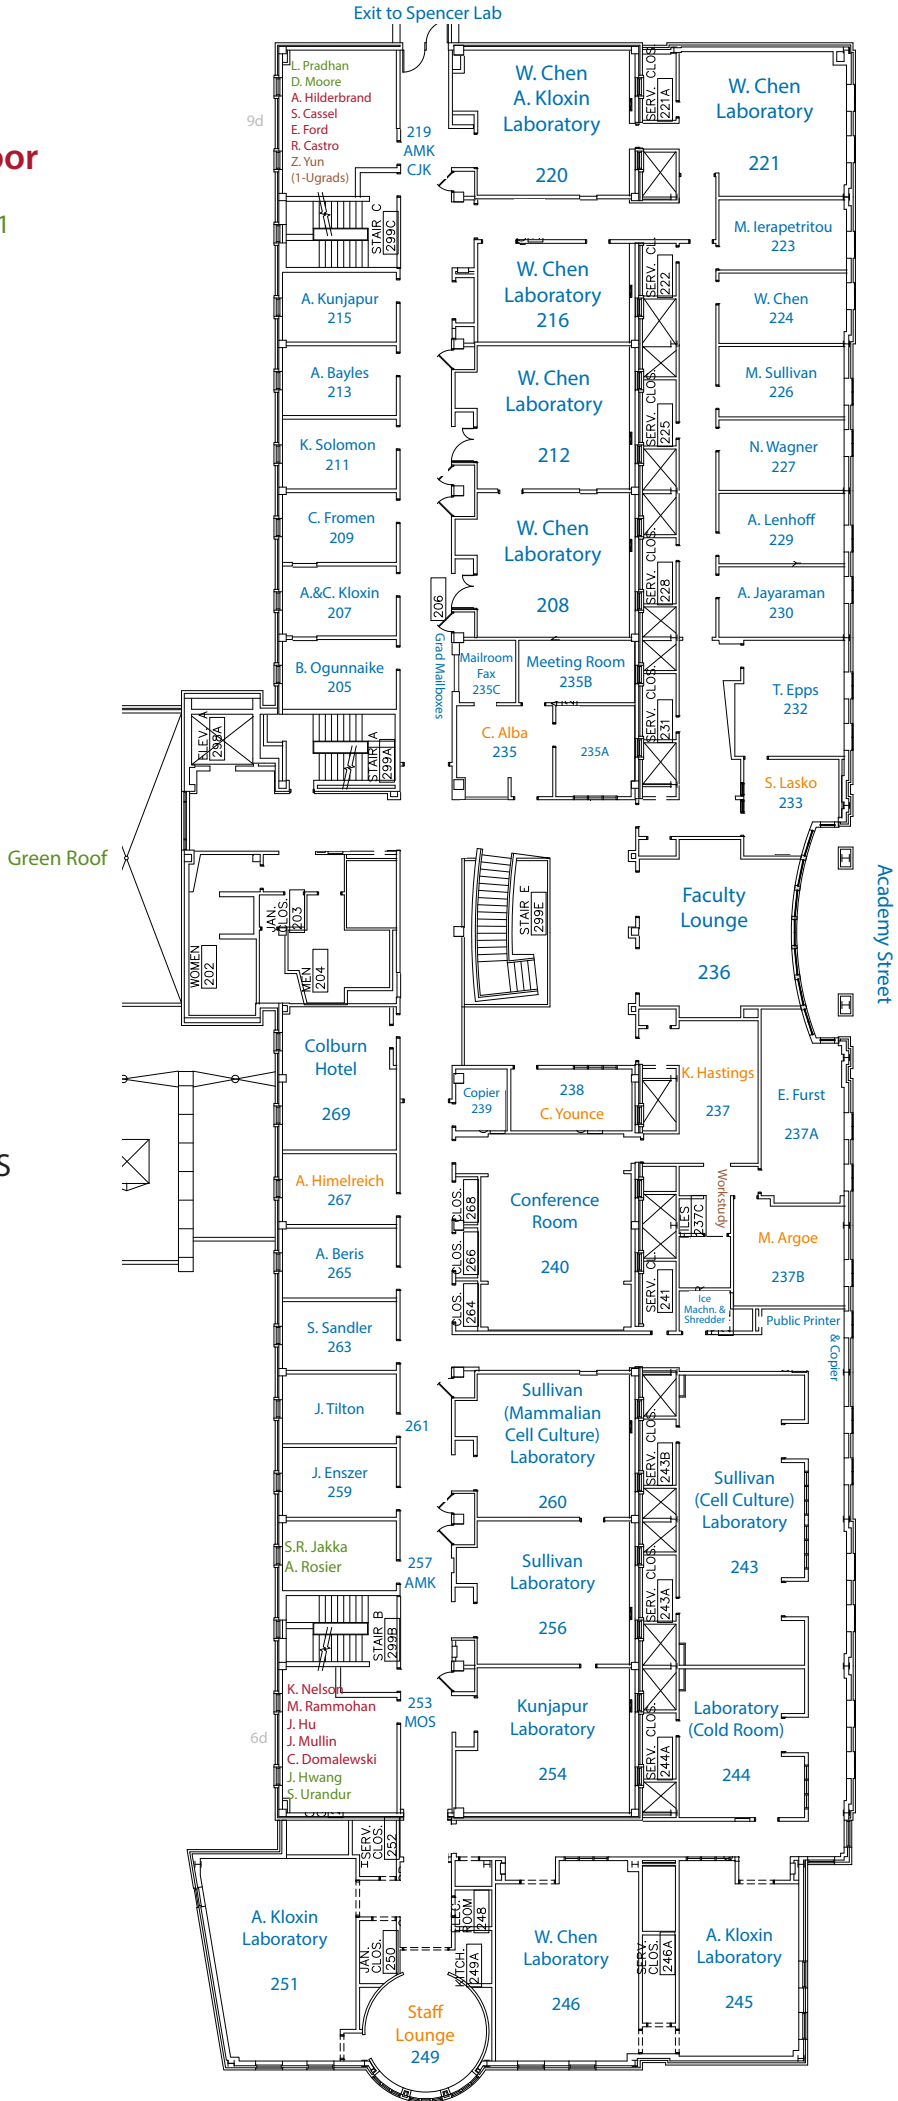 Exit to Spencer Lab
oor
1
9d
L. Pradhan
D. Moore
A. Hilderbrand
S. Cassel
E. Ford
R. Castro
Z. Yun
(1-Ugrads)
219
AMK
CJK
W. Chen
A. Kloxin
Laboratory
220
SERV. CLOS.
221A
W. Chen
Laboratory
221
STAIR C
299C
A. Kunjapur
215
A. Bayles
213
K. Solomon
211
C. Fromen
209
A.&C. Kloxin
207
B. Ogunnaike
205
W. Chen
Laboratory
216
W. Chen
Laboratory
212
W. Chen
Laboratory
208
206
Grad Mailboxes
SERV. CL.
222
SERV. CLOS.
225
SERV. CLOS.
228
SERV. CLOS.
231
M. Ierapetritou
223
W. Chen
224
M. Sullivan
226
N. Wagner
227
A. Lenhoff
229
A. Jayaraman
230
T. Epps
232
S. Lasko
233
Mailroom
Fax
235C
Meeting Room
235B
C. Alba
235
235A
ELEV. A
298A
STAIR A
299A
Green Roof
WOMEN
202
JAN.
CLOS.
203
MEN
204
STAIR E
299E
Faculty
Lounge
236
Academy Street
Colburn
Hotel
269
Copier
239
238
C. Younce
K. Hastings
237
E. Furst
237A
S
A. Himelreich
267
A. Beris
265
S. Sandler
263
J. Tilton
261
J. Enszer
259
S.R. Jakka
A. Rosier
257
AMK
CLOS.
268
CLOS.
266
CLOS.
264
Conference
Room
240
SERV. CL.
241
FILES
237C
Workstudy
M. Argoe
237B
Ice
Machn. &
Shredder
Public Printer
& Copier
Sullivan
(Mammalian
Cell Culture)
Laboratory
260
SERV. CLOS.
243B
Sullivan
(Cell Culture)
Laboratory
243
Sullivan
Laboratory
256
SERV. CLOS.
243A
STAIR B
299B
6d
K. Nelson
M. Rammohan
J. Hu
J. Mullin
C. Domalewski
J. Hwang
S. Urandur
253
MOS
Kunjapur
Laboratory
254
SERV. CLOS.
244A
Laboratory
(Cold Room)
244
SERV.
CLOS.
252
A. Kloxin
Laboratory
251
JAN.
CLOS.
250
ELEC.
ROOM
248
KITCH.
249A
Staff
Lounge
249
W. Chen
Laboratory
246
SERV.
CLOS.
246A
A. Kloxin
Laboratory
245